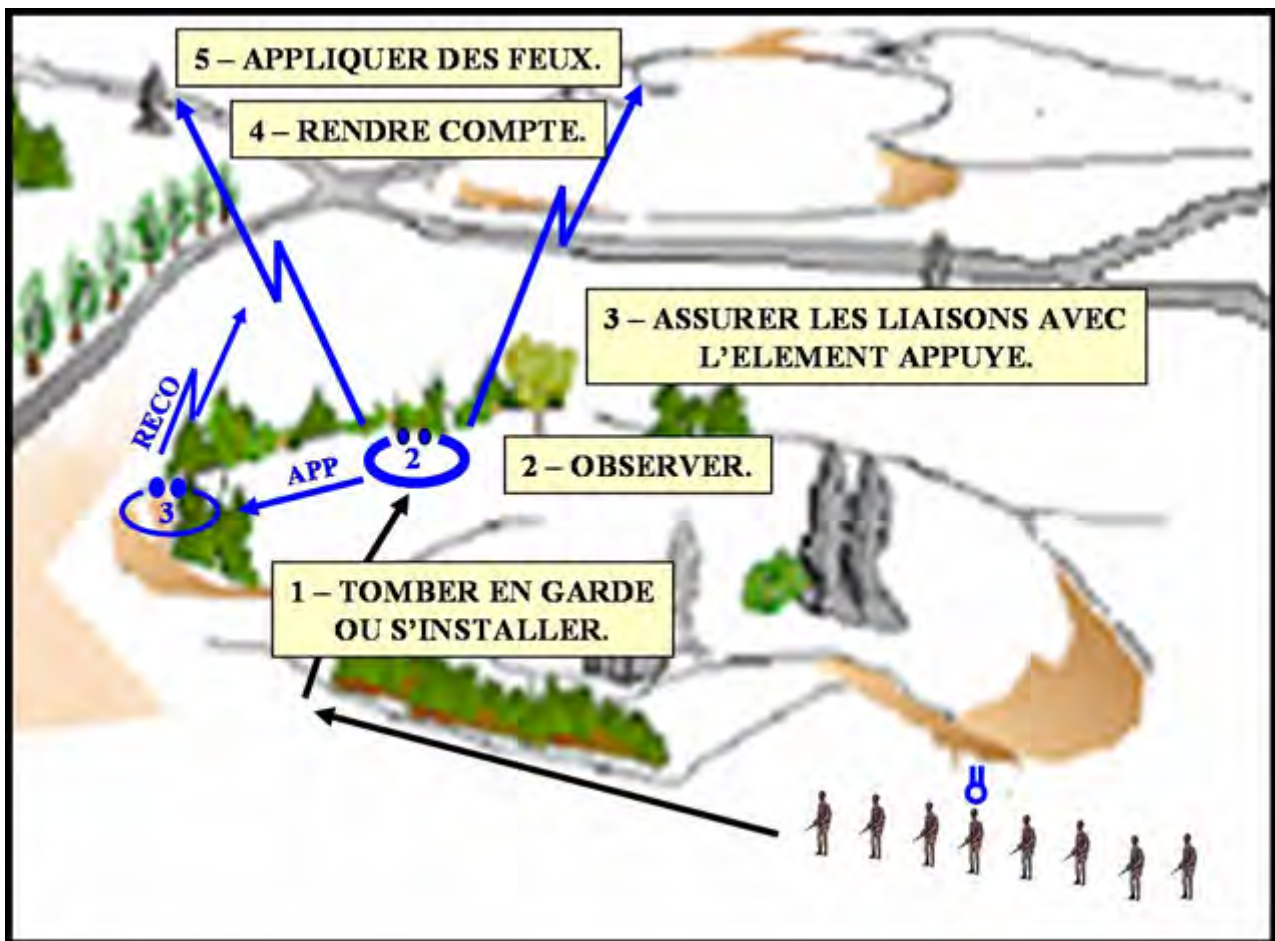 5 – APPLIQUER DES FEUX.
4 – RENDRE COMPTE.
3 – ASSURER LES LIAISONS AVEC
L’ELEMENT APPUYE.
RECO
APP
2
2 – OBSERVER.
3
1 – TOMBER EN GARDE
OU S’INSTALLER.